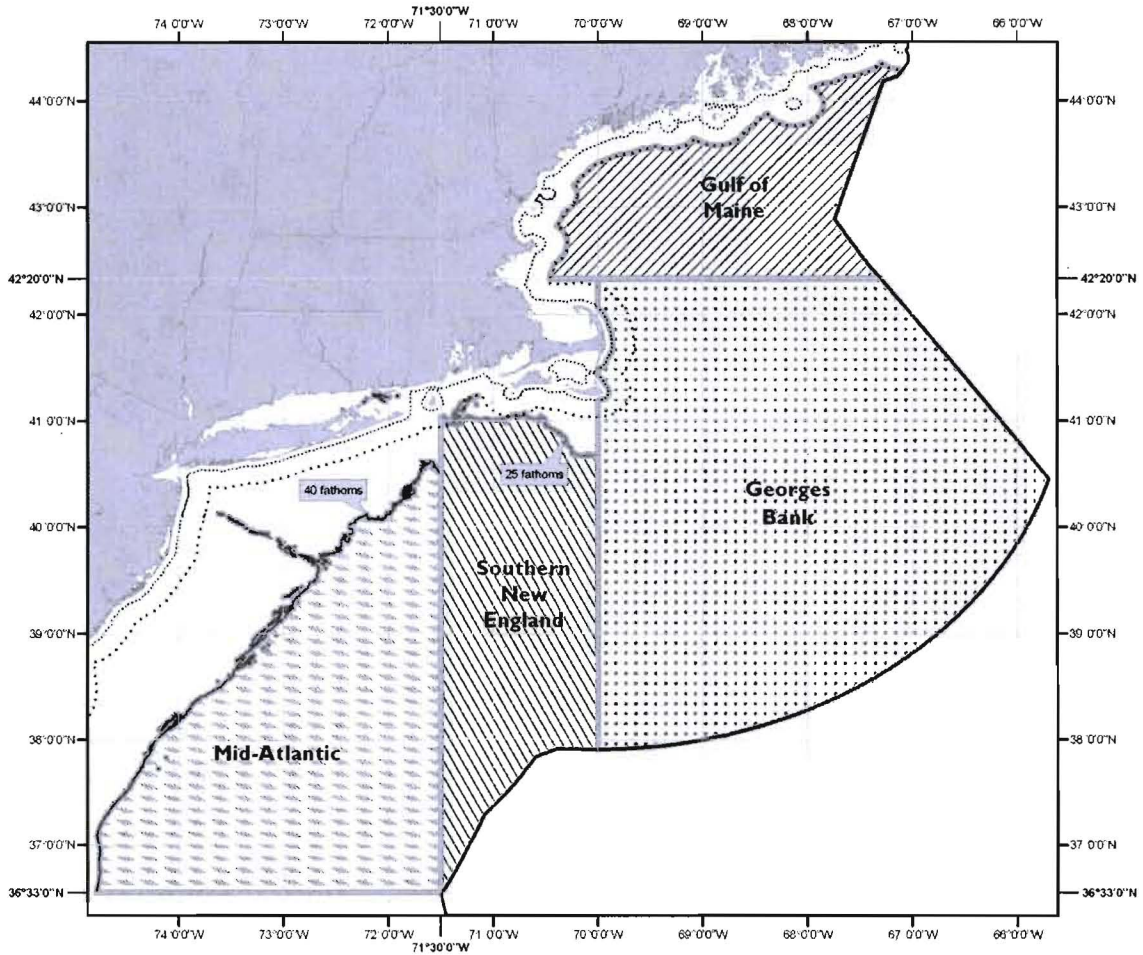 71°30'0"W
74°0'0"W 73°0'0"W 72°0'0"W 71°0'0"W 70°0'0"W 69°0'0"W 68°0'0"W 67°0'0"W 66°0'0"W
44°0'0"N 44°0'0"N
Gulf of
Maine
43°0'0"N 43°0'0"N
42°20'0"N 42°20'0"N
42°0'0"N 42°0'0"N
41°0'0"N 41°0'0"N
25 fathoms
40 fathoms
Georges
Bank
40°0'0"N 40°0'0"N
Southern
New
England
39°0'0"N 39°0'0"N
38°0'0"N 38°0'0"N
Mid-Atlantic
37°0'0"N 37°0'0"N
36°33'0"N 36°33'0"N
74°0'0"W 73°0'0"W 72°0'0"W 71°0'0"W 70°0'0"W 69°0'0"W 68°0'0"W 67°0'0"W 66°0'0"W
71°30'0"W